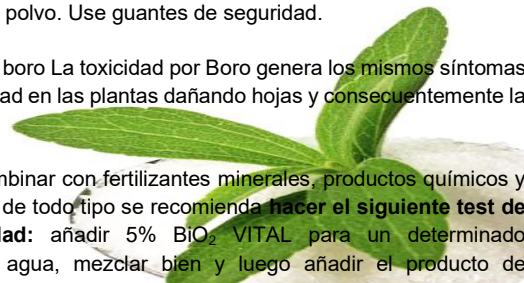 polvo. Use guantes de seguridad.
boro La toxicidad por Boro genera los mismos síntomas
ad en las plantas dañando hojas y consecuentemente la
mbinar con fertilizantes minerales, productos químicos y
de todo tipo se recomienda hacer el siguiente test de
dad: añadir 5% BiO₂ VITAL para un determinado
agua, mezclar bien y luego añadir el producto de